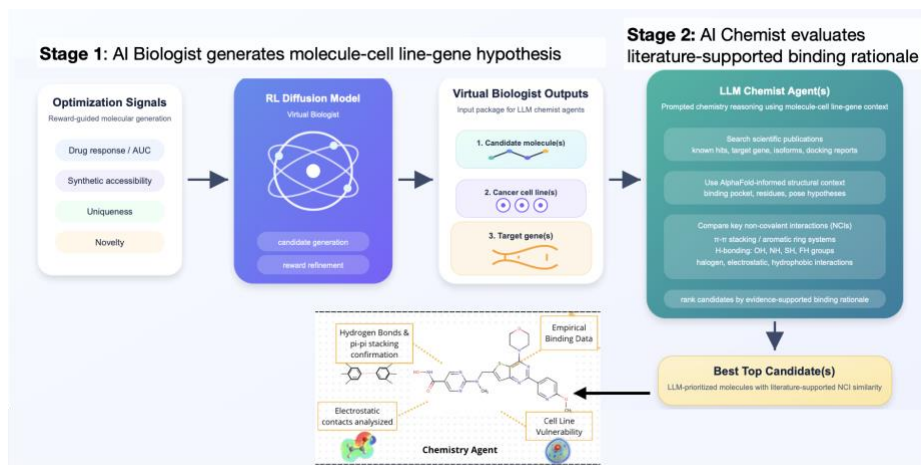 Stage 1: AI Biologist generates molecule-cell line-gene hypothesis
Stage 2: AI Chemist evaluates
literature-supported binding rationale
Optimization Signals
Reward-guided molecular generation
Drug response / AUC
Synthetic accessibility
Uniqueness
Novelty
RL Diffusion Model
Virtual Biologist
candidate generation
reward refinement
Virtual Biologist Outputs
Input package for LLM chemist agents
1. Candidate molecule(s)
2. Cancer cell line(s)
3. Target gene(s)
LLM Chemist Agent(s)
Prompted chemistry reasoning using molecule-cell line-gene context
Search scientific publications
known hits, target gene, isoforms, docking reports
Use AlphaFold-informed structural context
binding pocket, residues, pose hypotheses
Compare key non-covalent interactions (NCIs)
π-π stacking / aromatic ring systems
H-bonding: OH, NH, SH, FH groups
halogen, electrostatic, hydrophobic interactions
rank candidates by evidence-supported binding rationale
Best Top Candidate(s)
LLM-prioritized molecules with literature-supported NCI similarity
Hydrogen Bonds &
pi-pi stacking
confirmation
Empirical
Binding Data
Electrostatic
contacts analysized
Cell Line
Vulnerability
Chemistry Agent